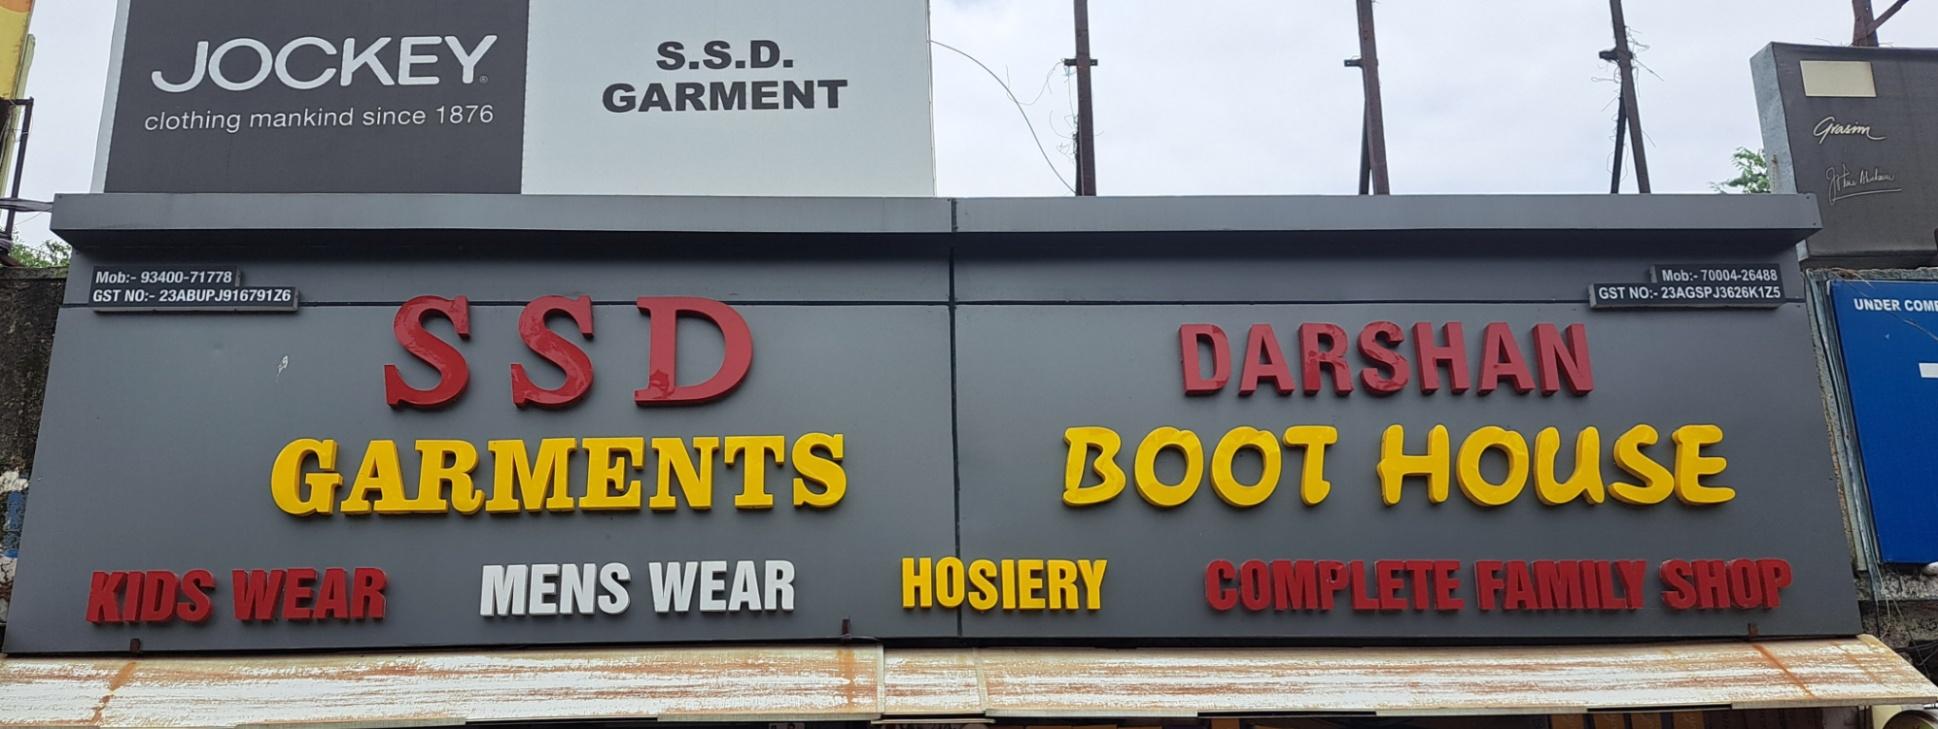 JOCKEY
clothing mankind since 1876
S.S.D.
GARMENT
Grasim
Mob:- 93400-71778
GST NO:- 23ABUPJ916791Z6
SSD
GARMENTS
Mob:- 70004-26488
GST NO:- 23AGSPJ3626K1Z5
DARSHAN
BOOT HOUSE
KIDS WEAR MENS WEAR HOSIERY COMPLETE FAMILY SHOP
UNDER